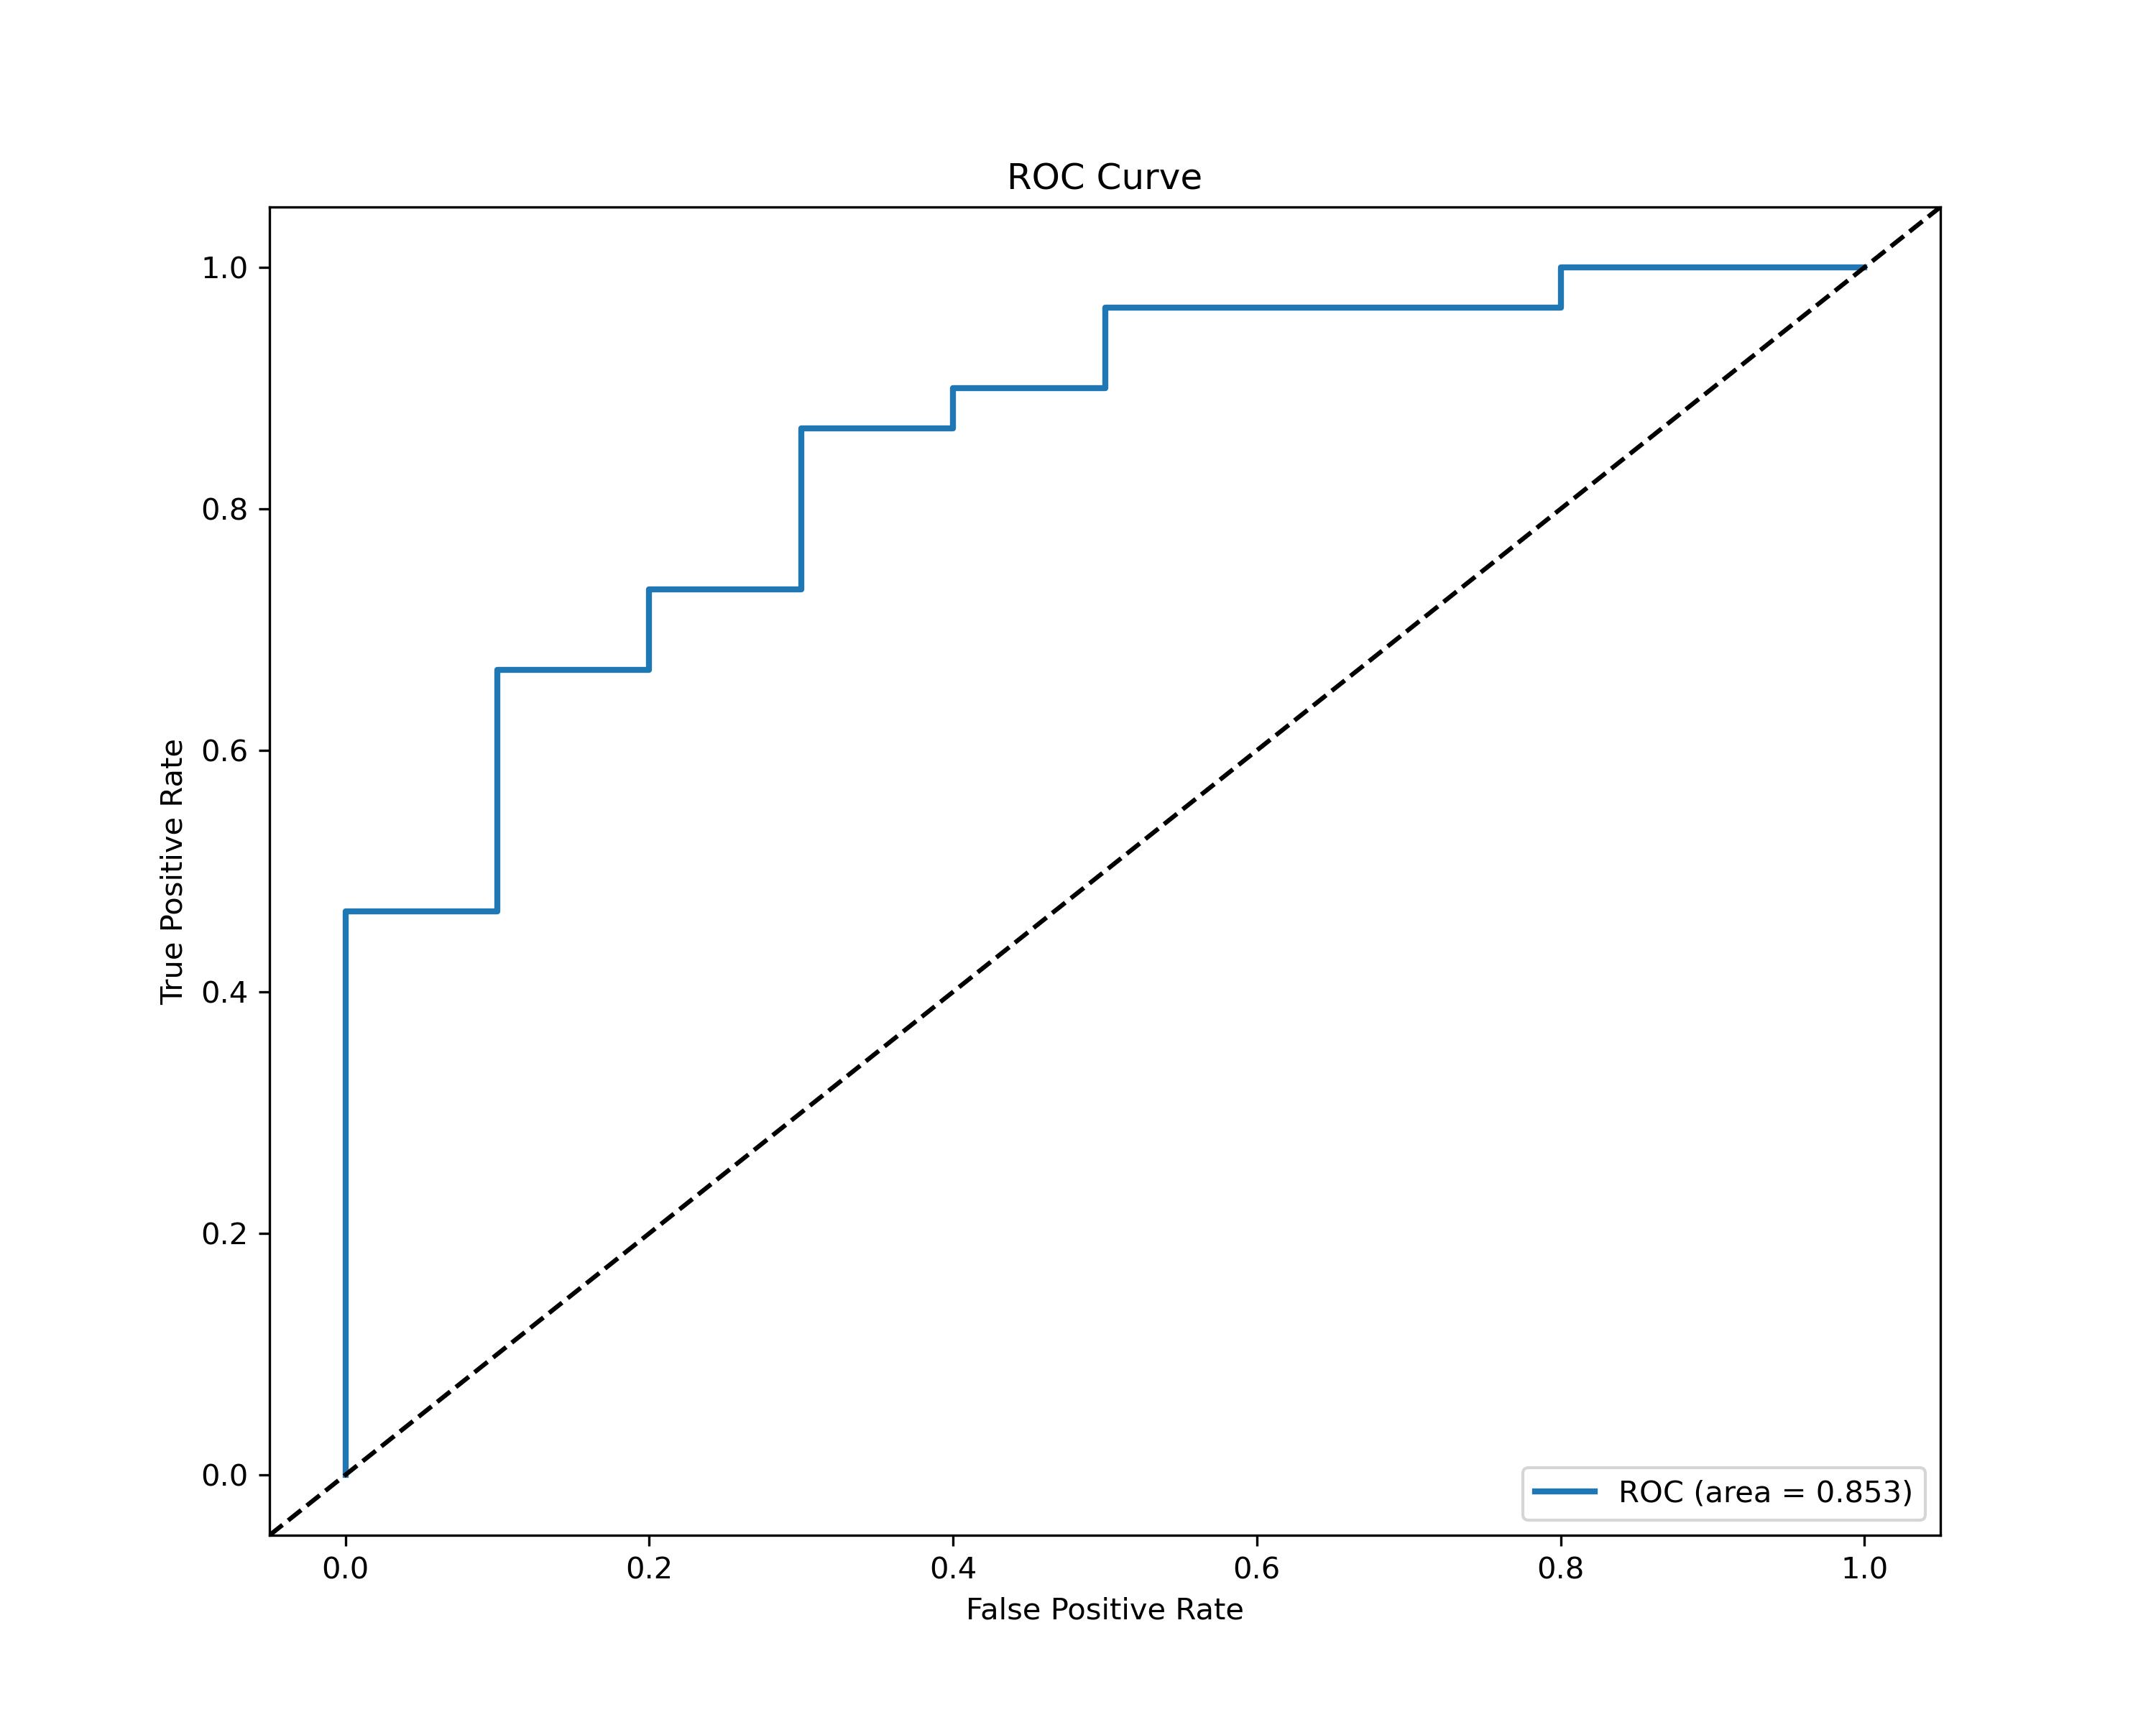 ROC Curve
True Positive Rate
1.0
0.8
0.6
0.4
0.2
0.0
ROC (area = 0.853)
0.0 0.2 0.4 0.6 0.8 1.0
False Positive Rate